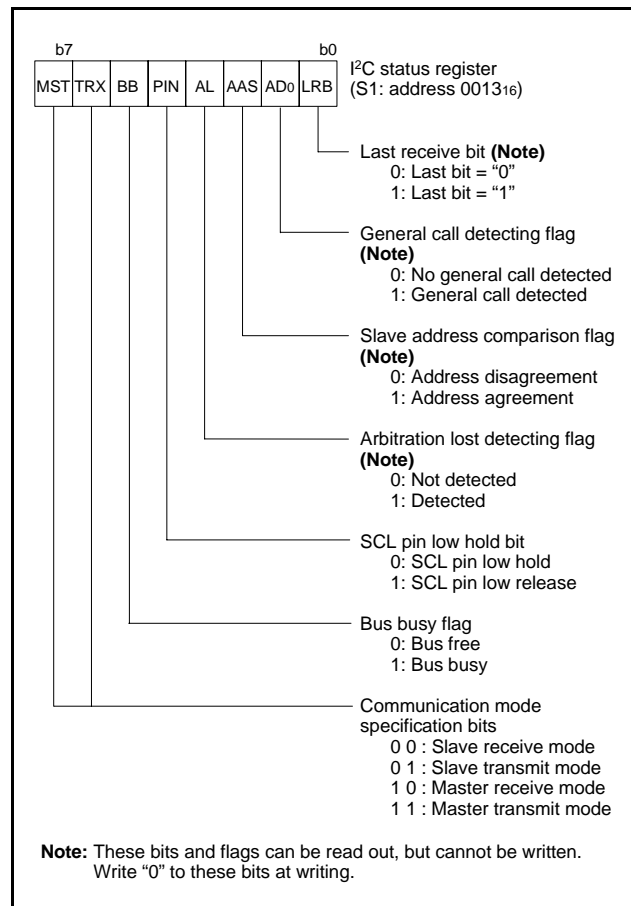 b7 b0
MST TRX BB PIN AL AAS AD0 LRB
I2C status register
(S1: address 001316)
Last receive bit (Note)
0: Last bit = “0”
1: Last bit = “1”
General call detecting flag
(Note)
0: No general call detected
1: General call detected
Slave address comparison flag
(Note)
0: Address disagreement
1: Address agreement
Arbitration lost detecting flag
(Note)
0: Not detected
1: Detected
SCL pin low hold bit
0: SCL pin low hold
1: SCL pin low release
Bus busy flag
0: Bus free
1: Bus busy
Communication mode
specification bits
0 0 : Slave receive mode
0 1 : Slave transmit mode
1 0 : Master receive mode
1 1 : Master transmit mode
Note: These bits and flags can be read out, but cannot be written.
Write “0” to these bits at writing.